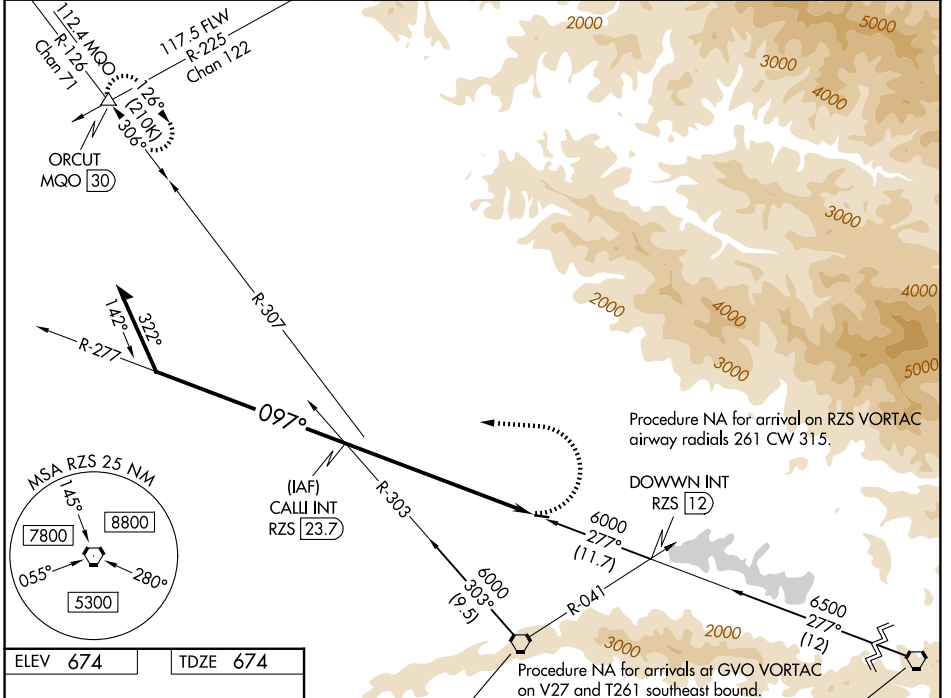 112.4 MQO
R-126
Chan 71
117.5 FLW
R-225
Chan 122
126°
(210K)
306°
ORCUT
MQO 30
2000
5000
3000
4000
3000
2000
4000
3000
4000
5000
R-307
322°
142°
R-277
097°
Procedure NA for arrival on RZS VORTAC
airway radials 261 CW 315.
(IAF)
CALLI INT
RZS 23.7
R-303
DOWWN INT
RZS 12
6000
277°
(11.7)
MSA RZS 25 NM
145°
7800
8800
055°
280°
5300
6000
303°
(9.5)
R-041
6500
277°
(12)
3000
2000
Procedure NA for arrivals at GVO VORTAC
on V27 and T261 southeast bound.
ELEV 674
TDZE 674